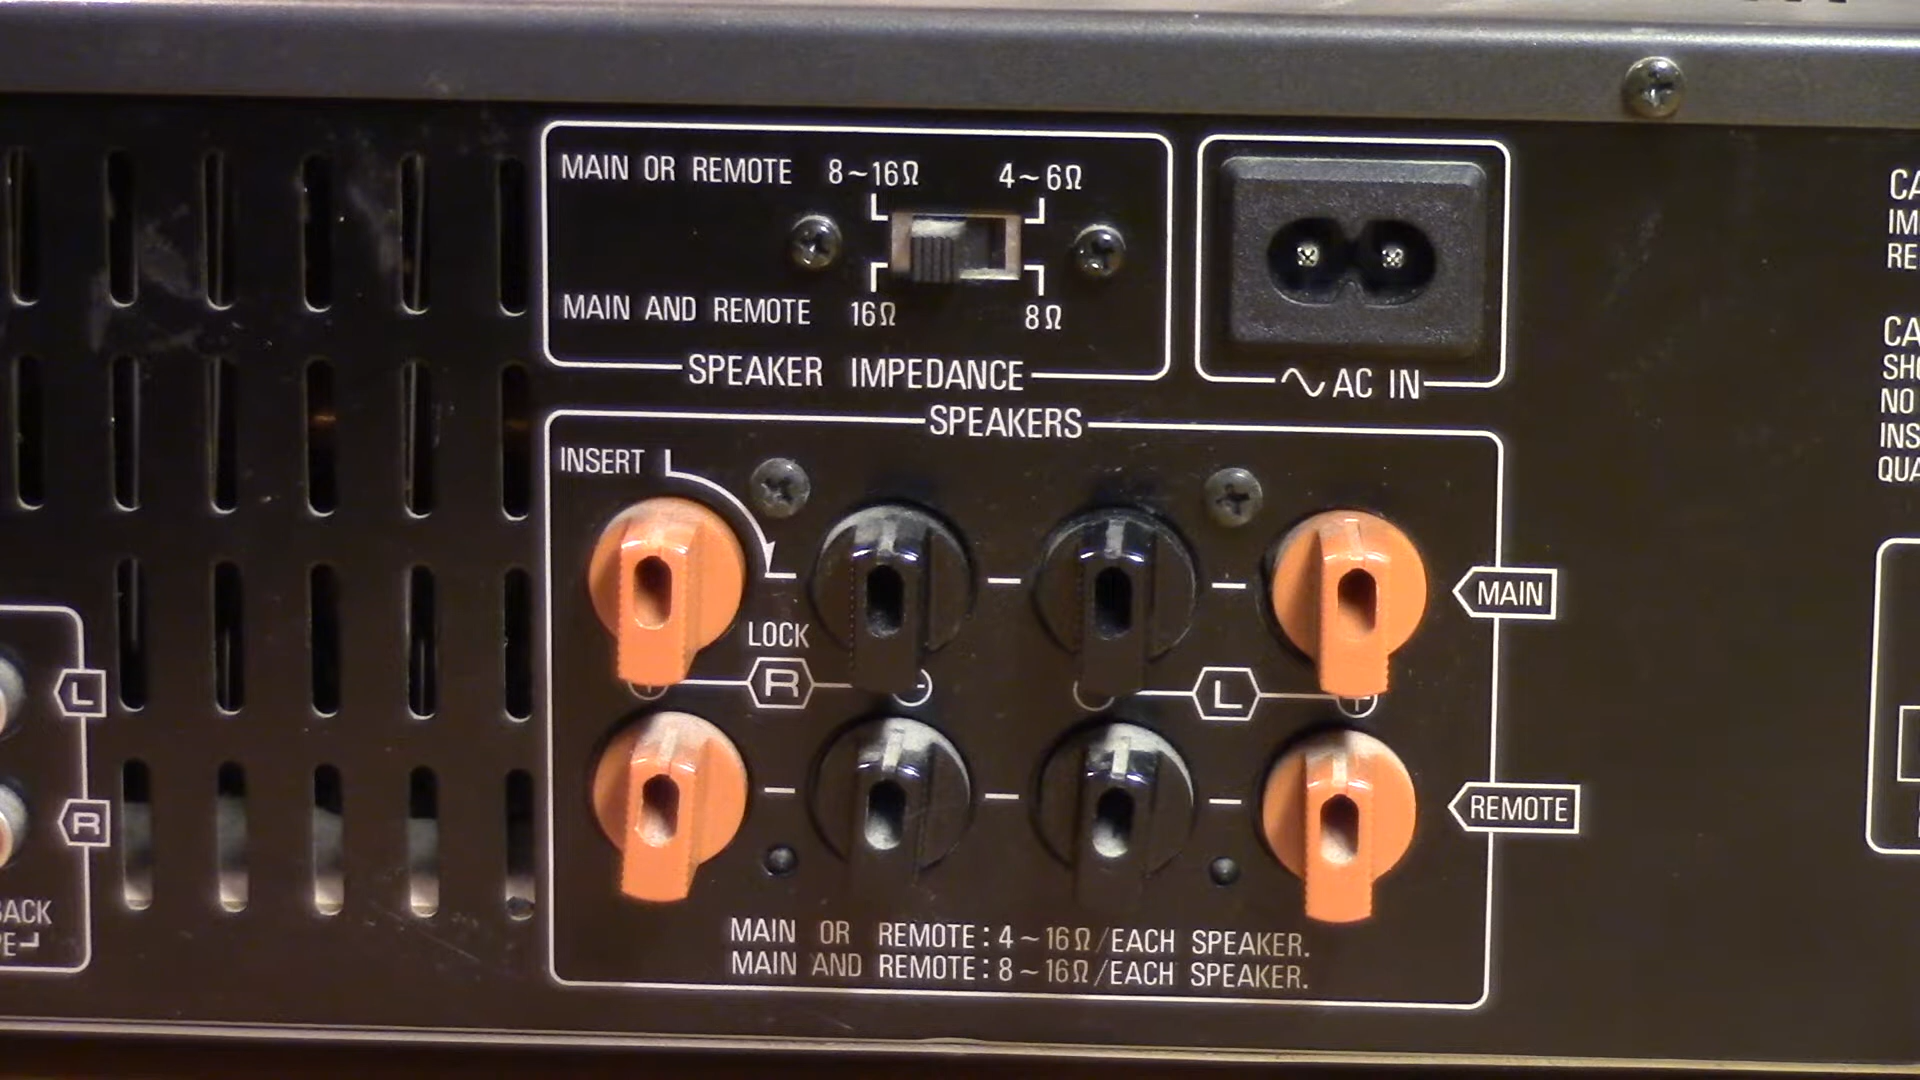 MAIN OR REMOTE 8~16Ω 4~6Ω
MAIN AND REMOTE 16Ω 8Ω
SPEAKER IMPEDANCE
AC IN
SPEAKERS
INSERT
LOCK
R L
MAIN
REMOTE
MAIN OR REMOTE: 4~16Ω/EACH SPEAKER.
MAIN AND REMOTE: 8~16Ω/EACH SPEAKER.
L
R